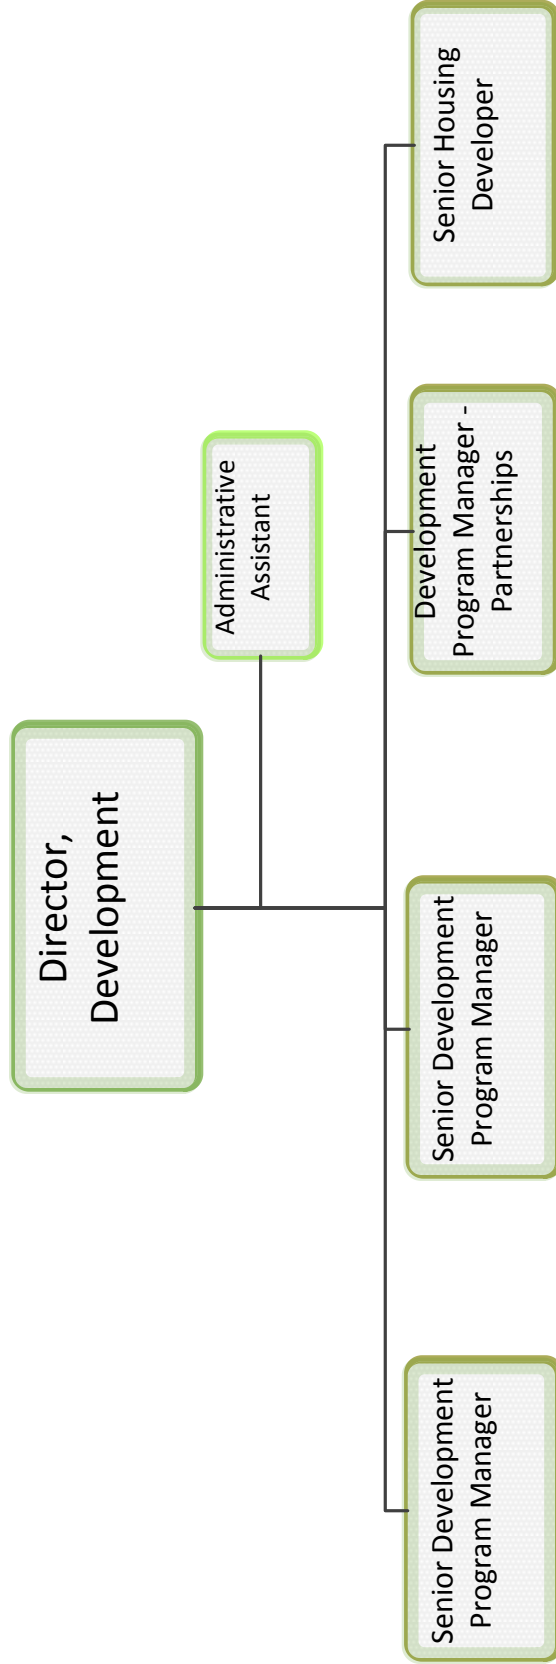 Director,
Development
Administrative
Assistant
Senior Development
Program Manager
Senior Development
Program Manager
Development
Program Manager -
Partnerships
Senior Housing
Developer